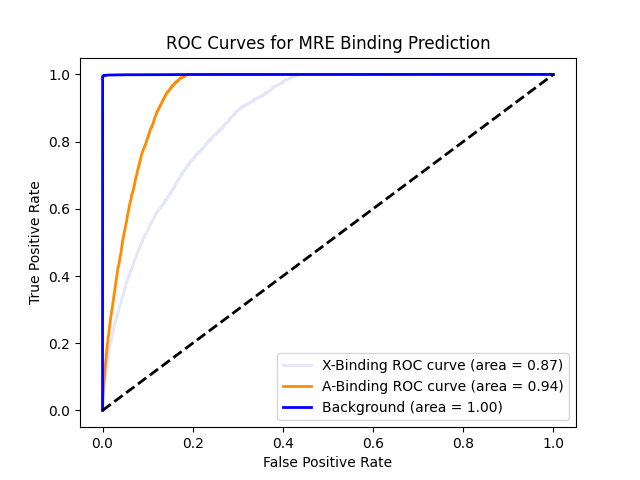 ROC Curves for MRE Binding Prediction
True Positive Rate
1.0
0.8
0.6
0.4
0.2
0.0
X-Binding ROC curve (area = 0.87)
A-Binding ROC curve (area = 0.94)
Background (area = 1.00)
0.0 0.2 0.4 0.6 0.8 1.0
False Positive Rate